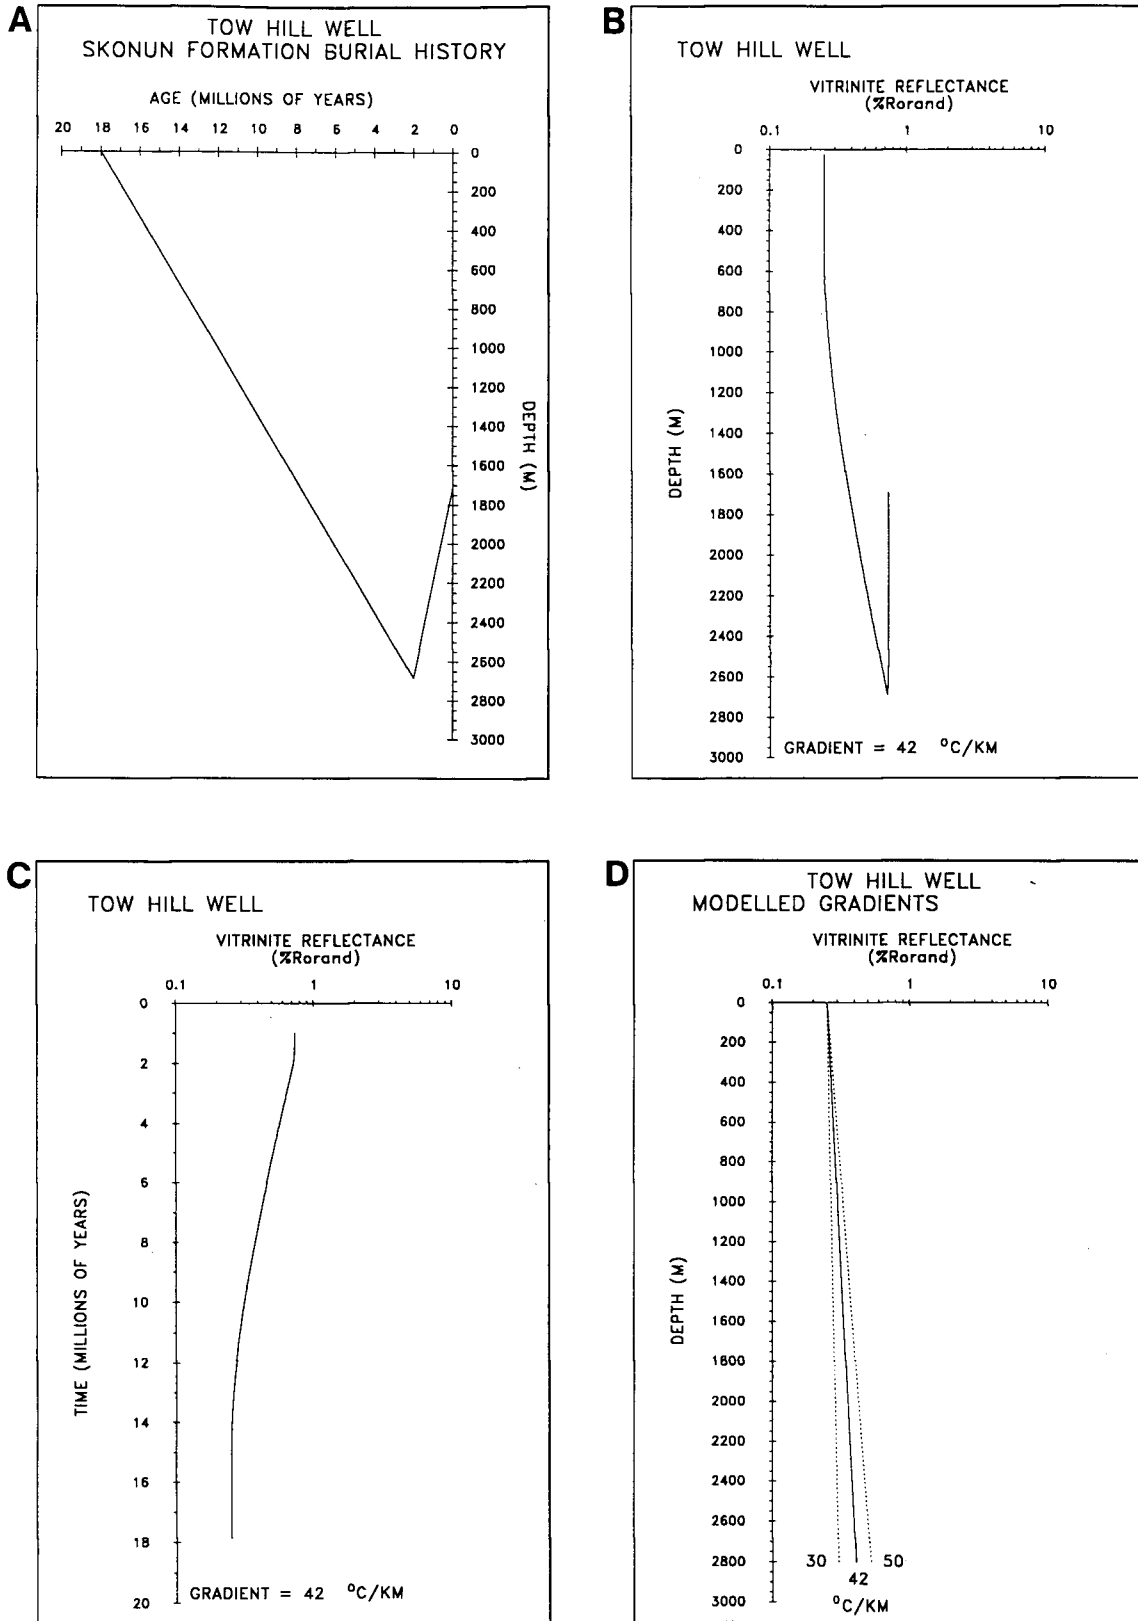 A
TOW HILL WELL
SKONUN FORMATION BURIAL HISTORY
AGE (MILLIONS OF YEARS)
20 18 16 14 12 10 8 6 4 2 0
0
200
400
600
800
1000
1200
1400
1600
1800
2000
2200
2400
2600
2800
3000
DEPTH (M)
B
TOW HILL WELL
VITRINITE REFLECTANCE
(%Rorand)
0.1 1 10
0
200
400
600
800
1000
1200
1400
1600
1800
2000
2200
2400
2600
2800
3000
DEPTH (M)
GRADIENT = 42 °C/KM
C
TOW HILL WELL
VITRINITE REFLECTANCE
(%Rorand)
0.1 1 10
0
2
4
6
8
10
12
14
16
18
20
TIME (MILLIONS OF YEARS)
GRADIENT = 42 °C/KM
D
TOW HILL WELL
MODELLED GRADIENTS
VITRINITE REFLECTANCE
(%Rorand)
0.1 1 10
0
200
400
600
800
1000
1200
1400
1600
1800
2000
2200
2400
2600
2800
3000
DEPTH (M)
30 50
42
°C/KM